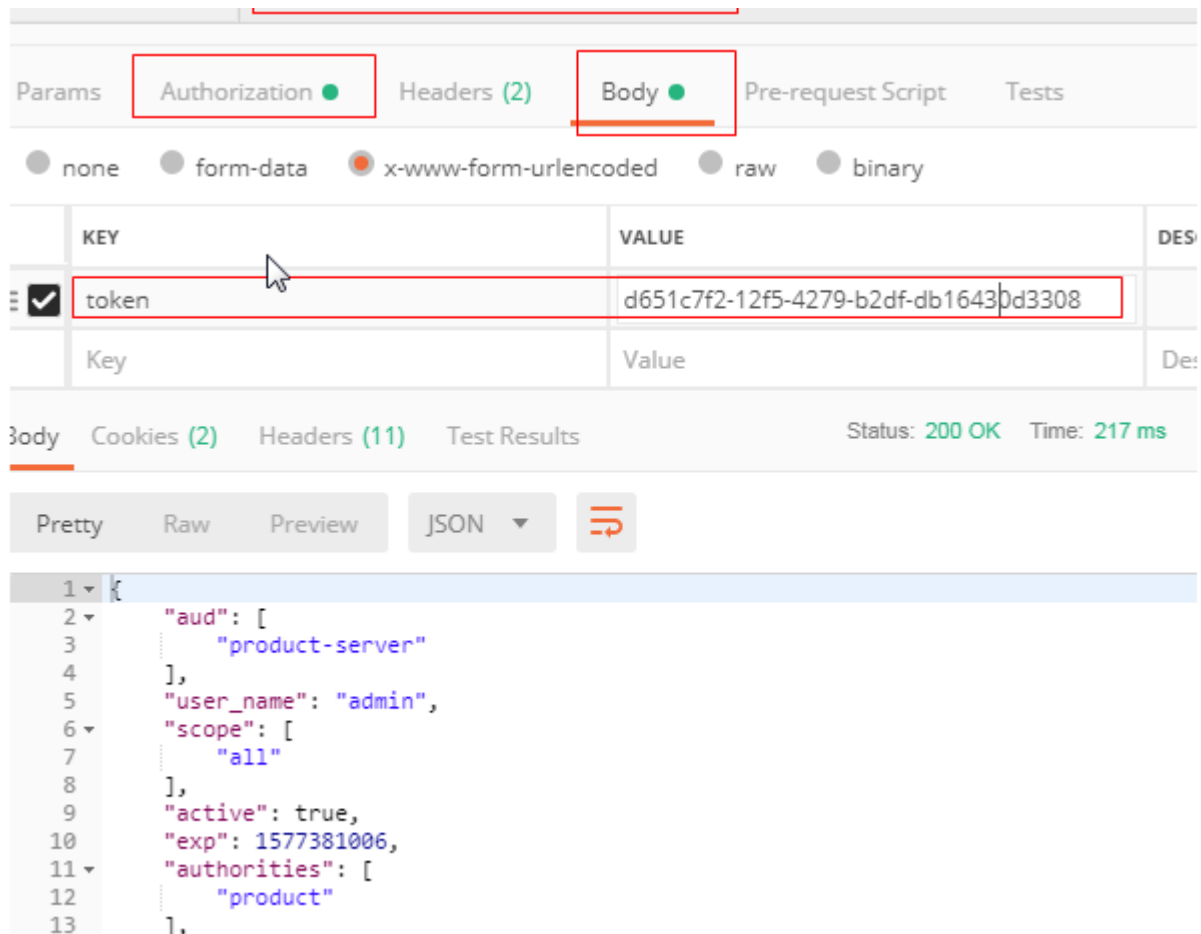 Params Authorization Headers (2) Body Pre-request Script Tests
none form-data x-www-form-urlencoded raw binary
KEY VALUE
token d651c7f2-12f5-4279-b2df-db16430d3308
Key Value
Body Cookies (2) Headers (11) Test Results Status: 200 OK Time: 217 ms
Pretty Raw Preview JSON
1 {
2 "aud": [
3 "product-server"
4 ],
5 "user_name": "admin",
6 "scope": [
7 "all"
8 ],
9 "active": true,
10 "exp": 1577381006,
11 "authorities": [
12 "product"
13 ],